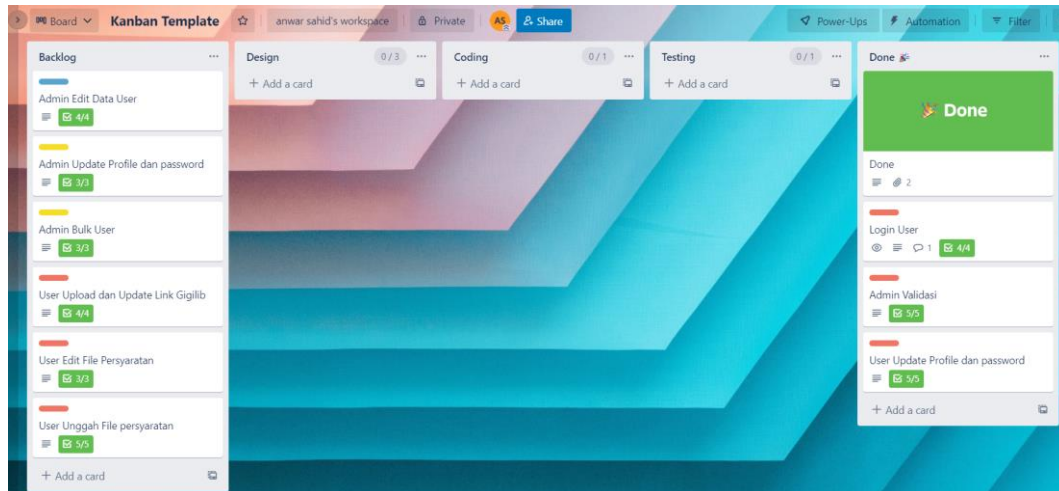 Board
Kanban Template
anwar sahid's workspace
Private
AS
Share
Power-Ups
Automation
Filter
Backlog
Admin Edit Data User
4/4
Admin Update Profile dan password
3/3
Admin Bulk User
3/3
User Upload dan Update Link Gigilib
4/4
User Edit File Persyaratan
3/3
User Unggah File persyaratan
5/5
+ Add a card
Design
0/3
+ Add a card
Coding
0/1
+ Add a card
Testing
0/1
+ Add a card
Done 🎉
🎉 Done
Done
2
Login User
1
4/4
Admin Validasi
5/5
User Update Profile dan password
5/5
+ Add a card